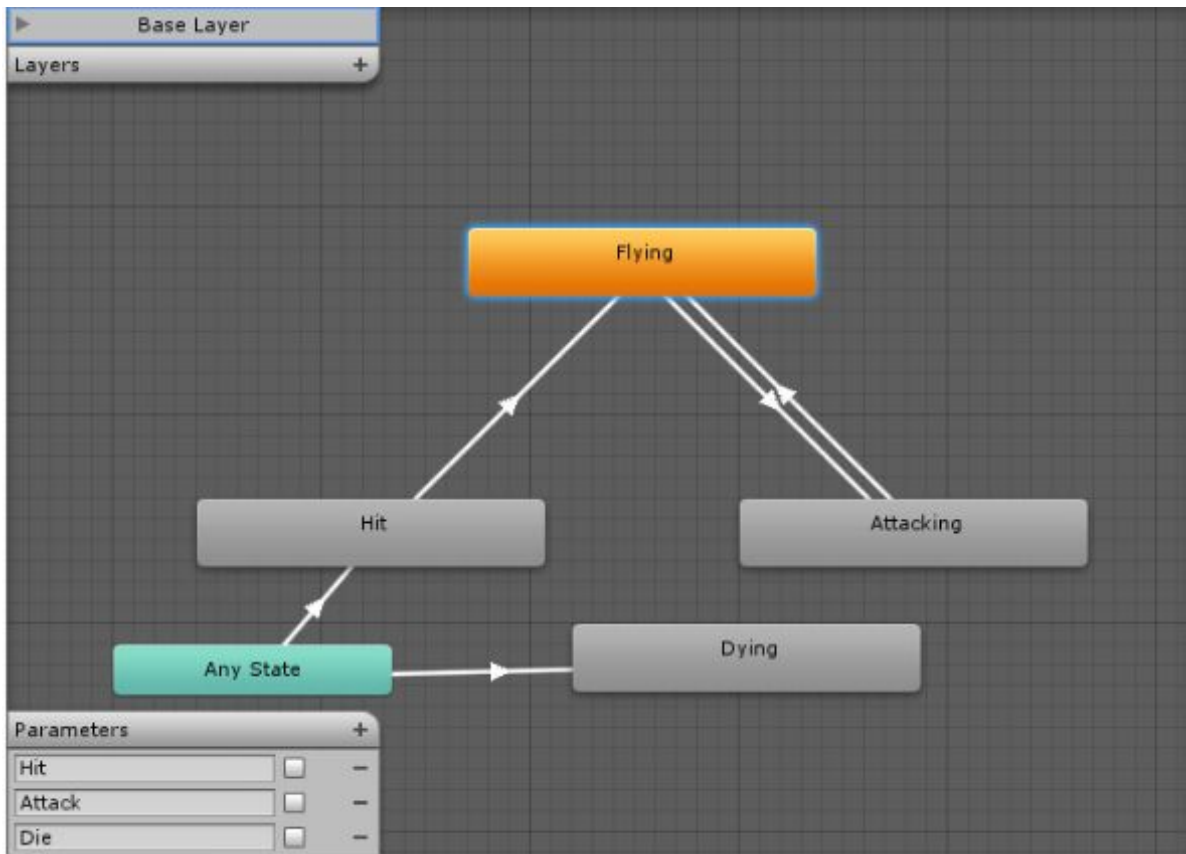 Base Layer
Layers
Flying
Hit
Attacking
Dying
Any State
Parameters
Hit
Attack
Die